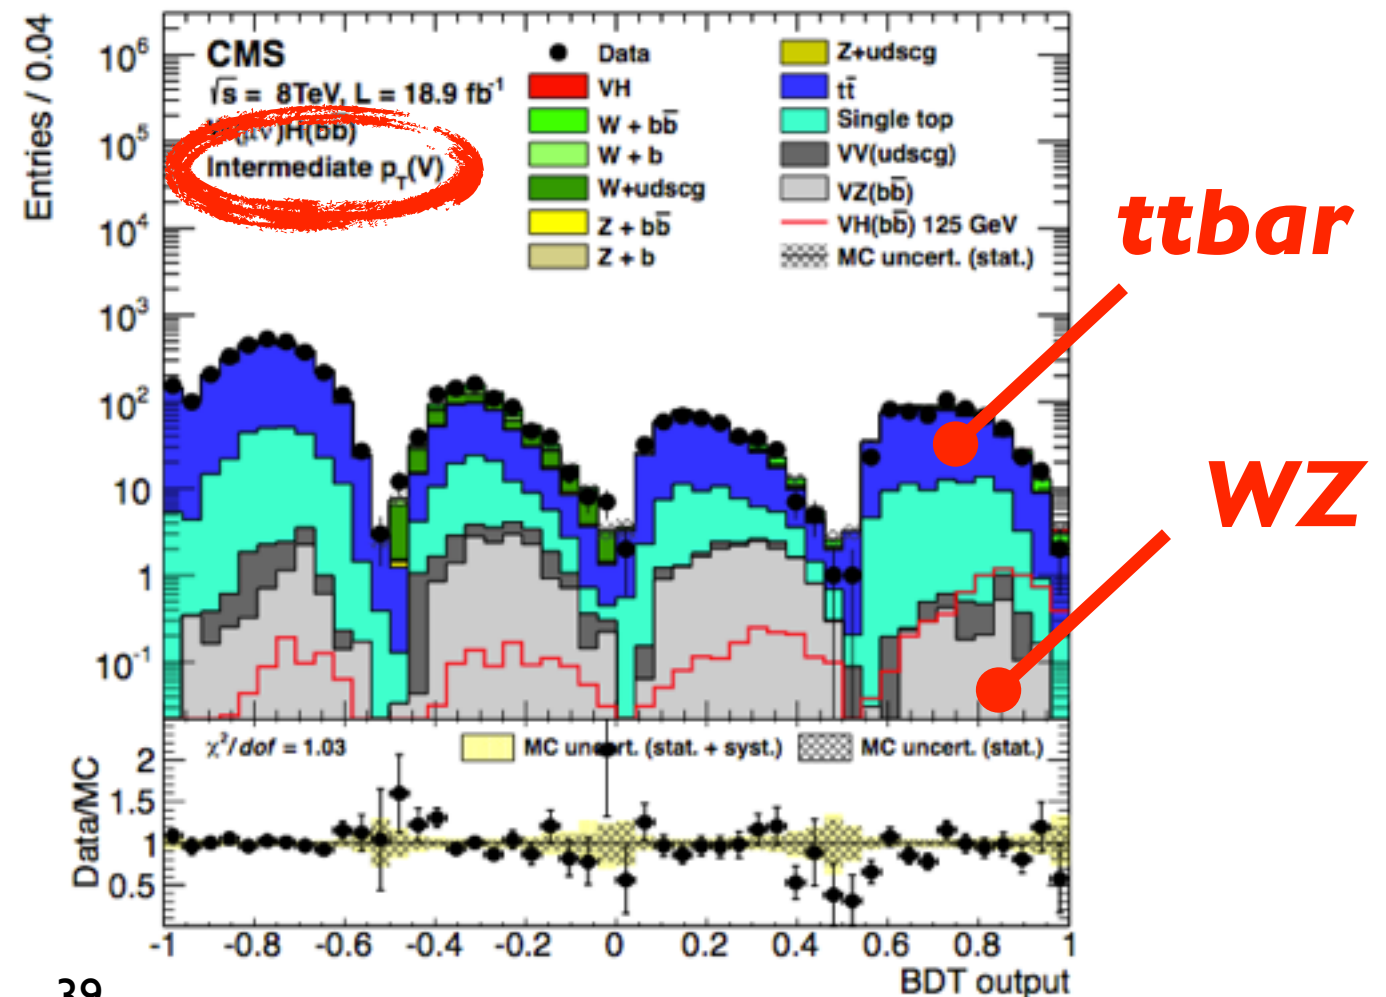 Entries / 0.04
10⁶
10⁵
10⁴
10³
10²
10
1
10⁻¹
CMS
√s = 8TeV, L = 18.9 fb⁻¹
)H(bb̄)
Intermediate p_T(V)
Data
VH
W + bb̄
W + b
W+udscg
Z + bb̄
Z + b
Z+udscg
tt̄
Single top
VV(udscg)
VZ(bb̄)
VH(bb̄) 125 GeV
MC uncert. (stat.)
ttbar
WZ
Data/MC
2
1.5
1
0.5
χ²/dof = 1.03
MC uncert. (stat. + syst.)
MC uncert. (stat.)
-1 -0.8 -0.6 -0.4 -0.2 0 0.2 0.4 0.6 0.8 1
BDT output
39